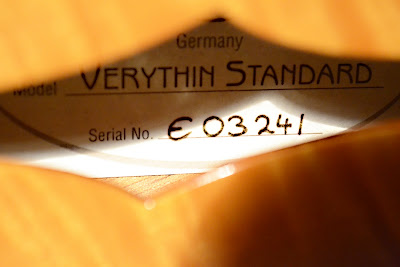 Germany
Model VERYTHIN STANDARD
Serial No. E 03241